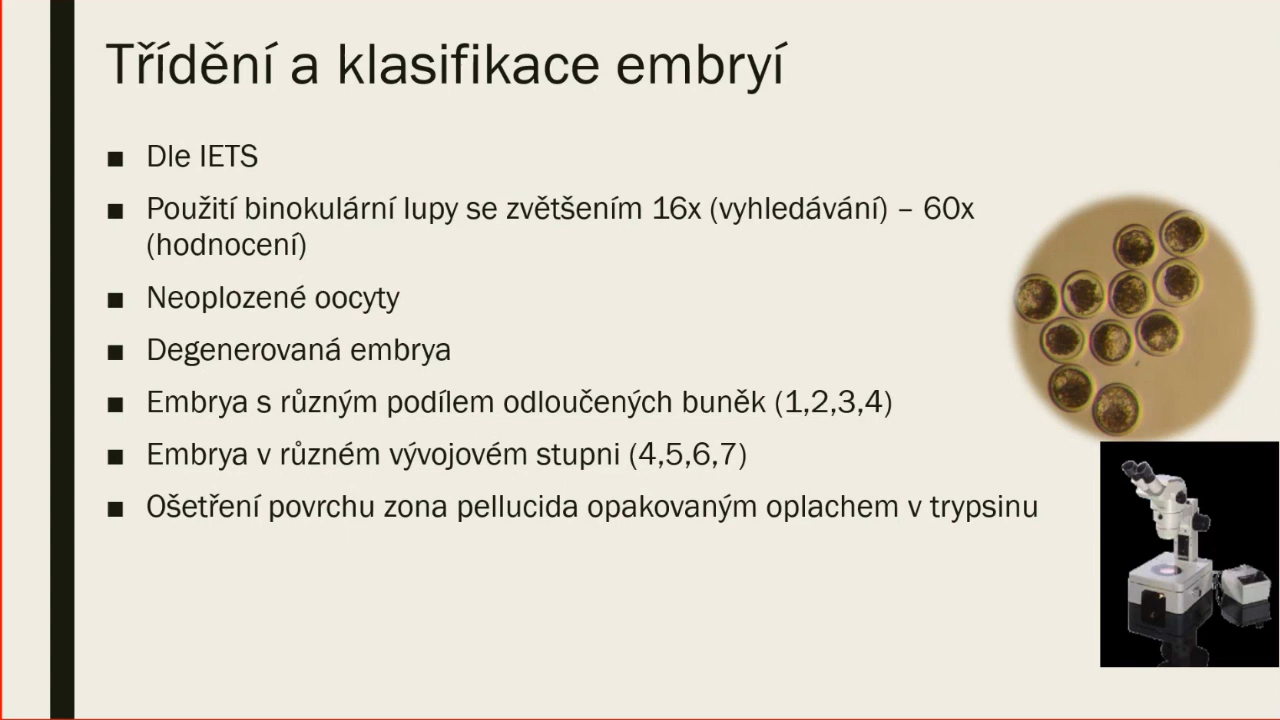 Třídění a klasifikace embryí
■ Dle IETS
■ Použití binokulární lupy se zvětšením 16x (vyhledávání) – 60x
(hodnocení)
■ Neoplozené oocyty
■ Degenerovaná embrya
■ Embrya s různým podílem odloučených buněk (1,2,3,4)
■ Embrya v různém vývojovém stupni (4,5,6,7)
■ Ošetření povrchu zona pellucida opakovaným oplachem v trypsinu